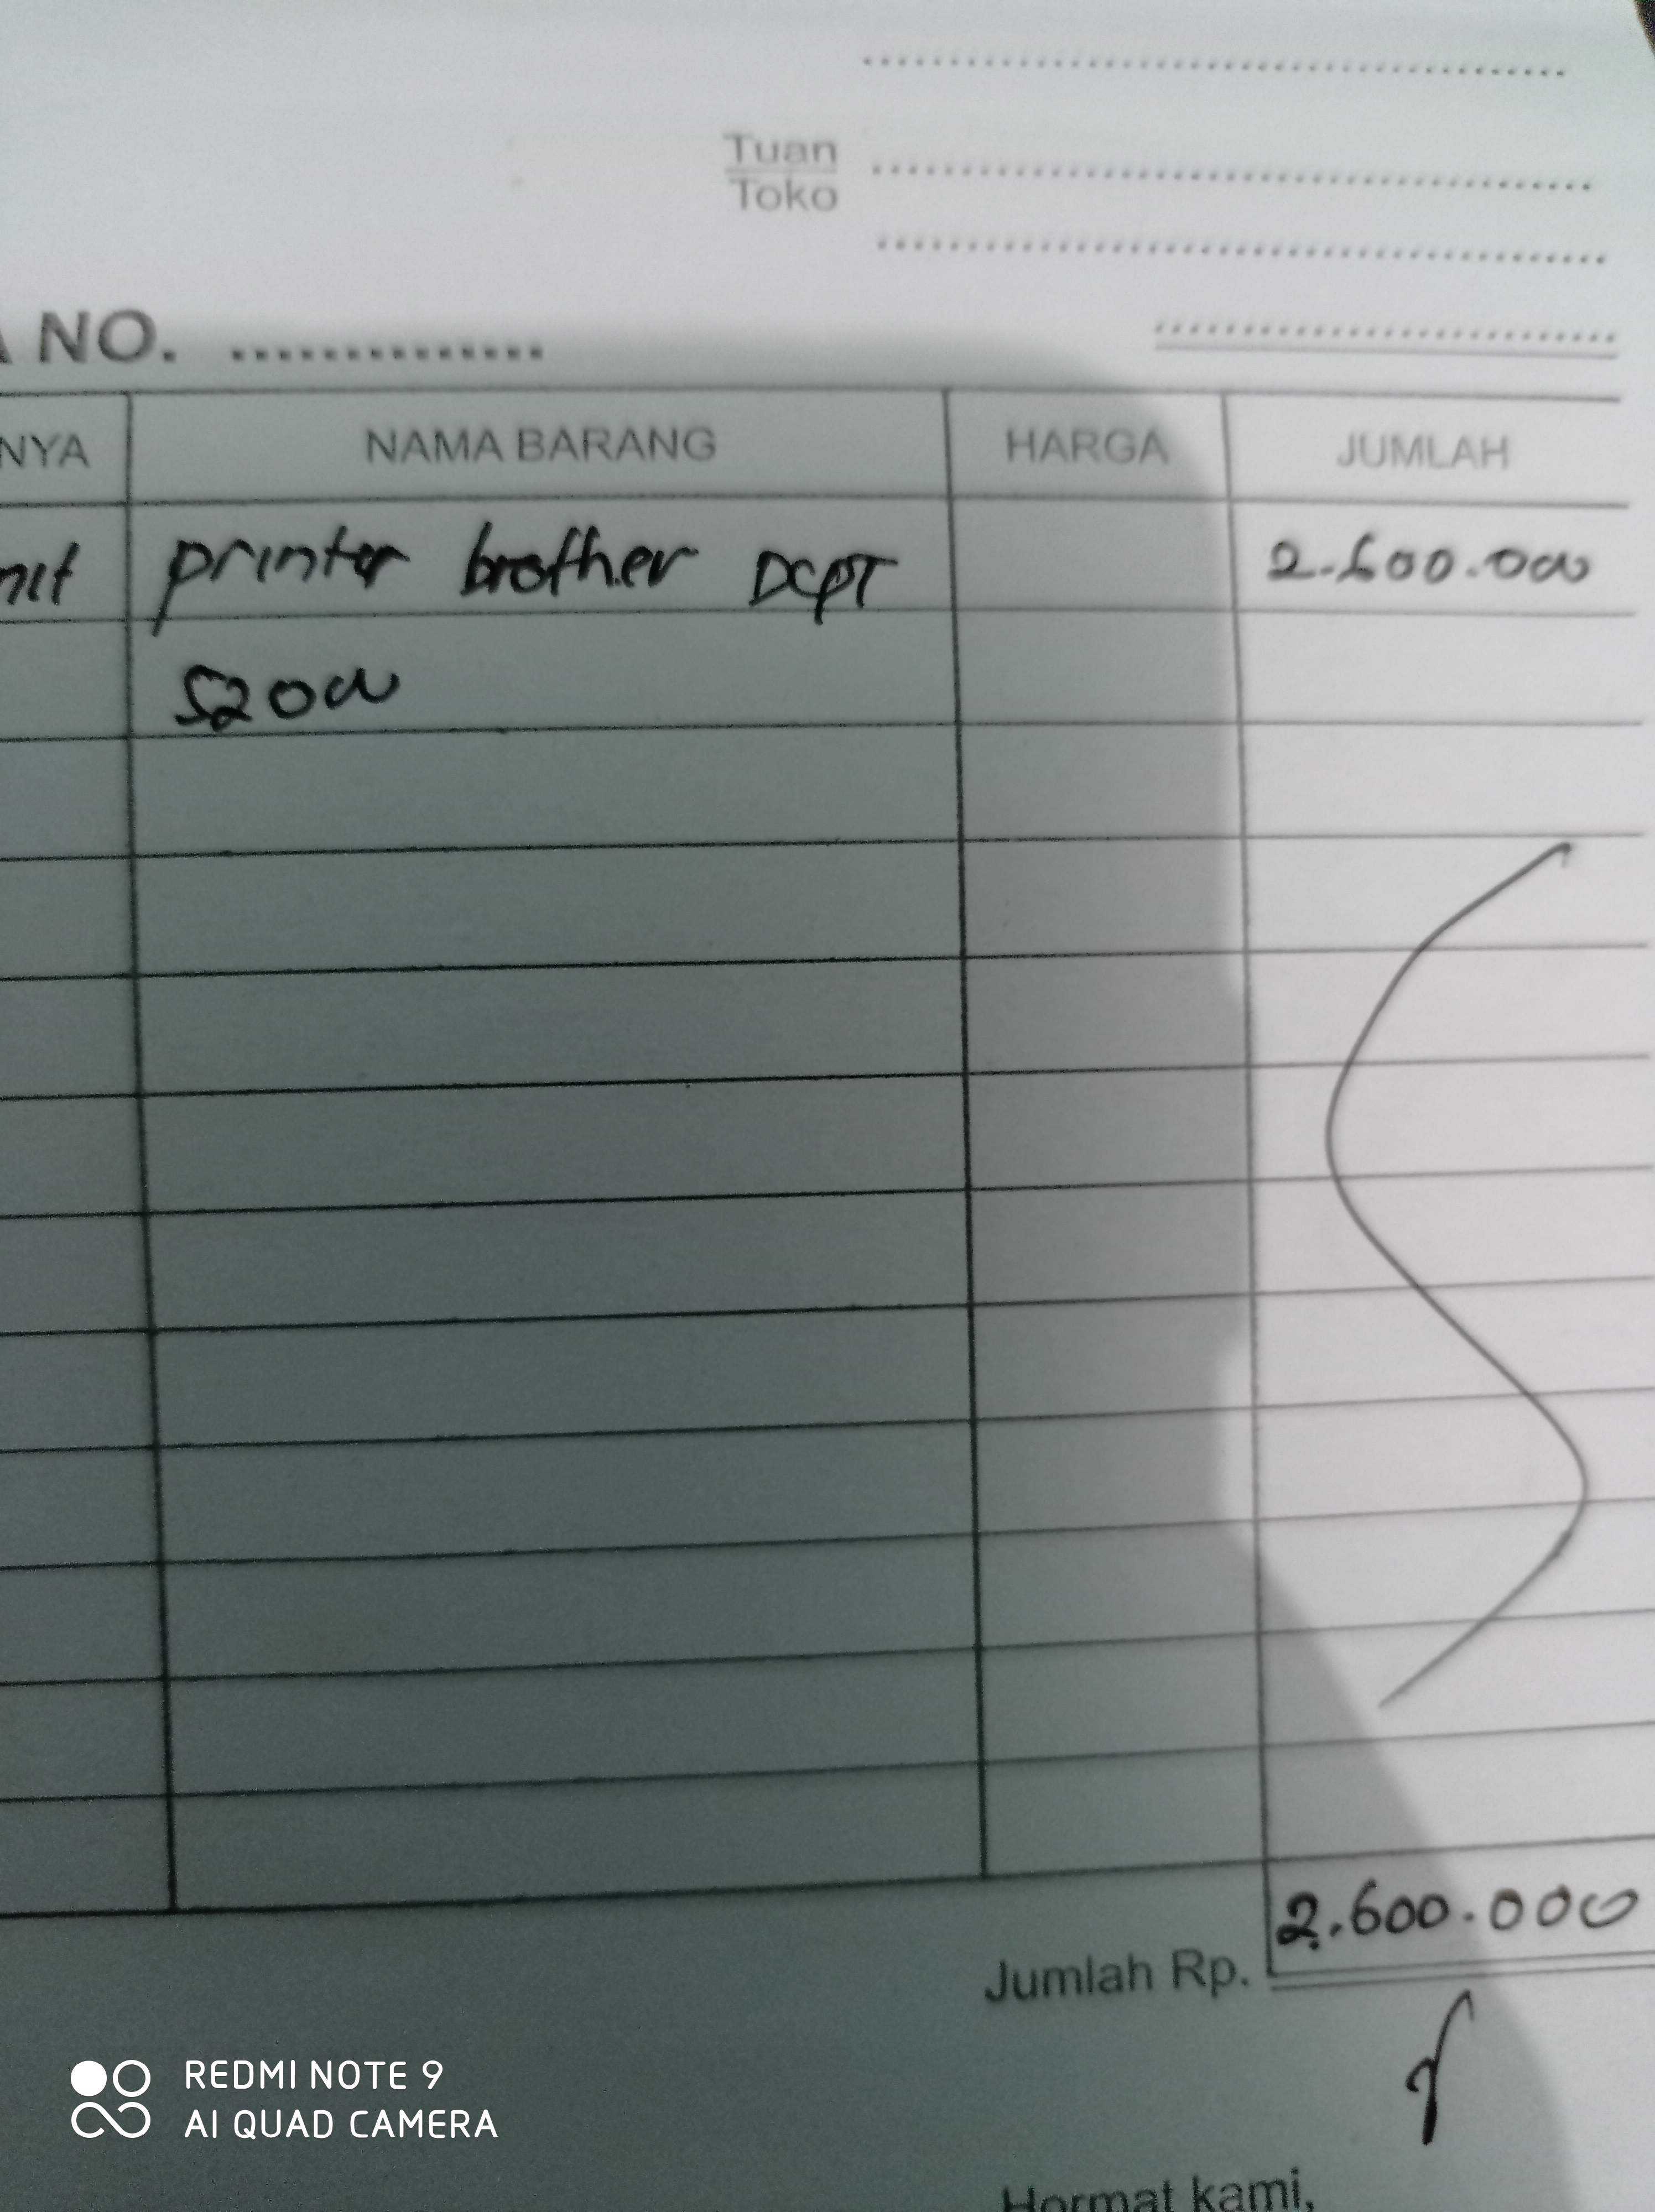 Tuan
Toko
NO. ..............
NYA NAMA BARANG HARGA JUMLAH
printer brother DCPT 2.600.000
520W
Jumlah Rp. 2.600.000
Hormat kami,
REDMI NOTE 9
AI QUAD CAMERA